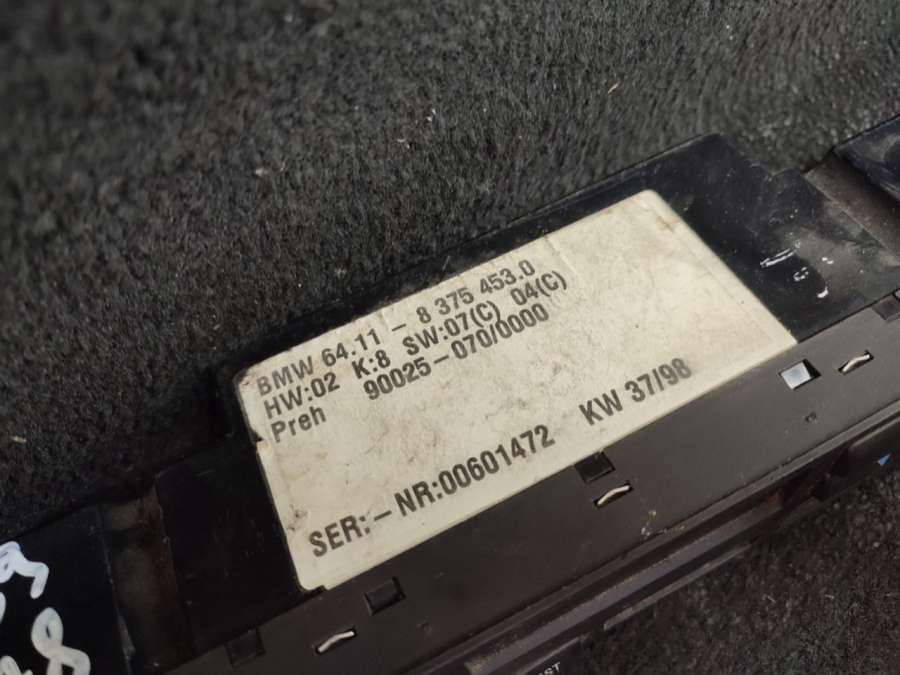 BMW 64.11 – 8 375 453.0
HW:02 K:8 SW:07(C) 04(C)
Preh 90025-070/0000
SER:–NR:00601472 KW 37/98